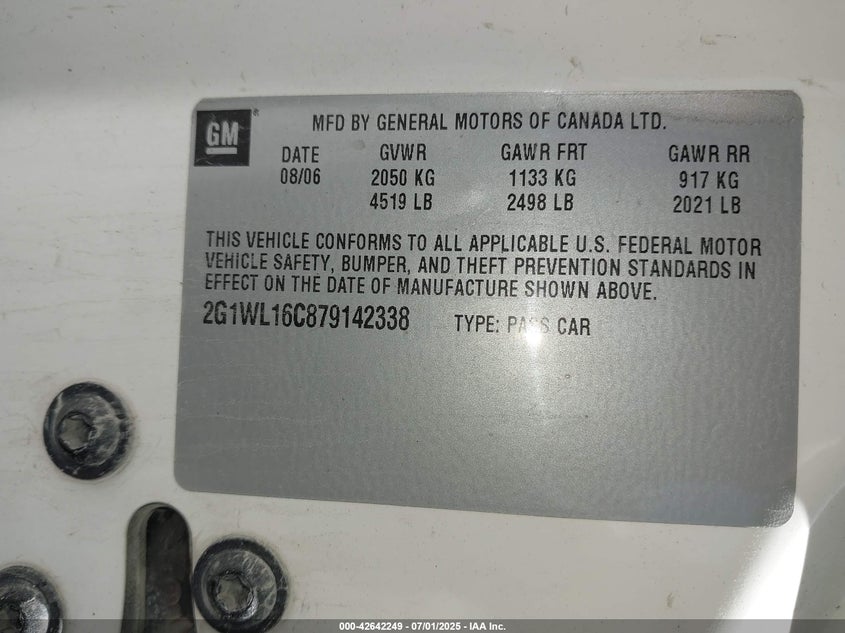 GM®
MFD BY GENERAL MOTORS OF CANADA LTD.
DATE GVWR GAWR FRT GAWR RR
08/06 2050 KG 1133 KG 917 KG
4519 LB 2498 LB 2021 LB
THIS VEHICLE CONFORMS TO ALL APPLICABLE U.S. FEDERAL MOTOR
VEHICLE SAFETY, BUMPER, AND THEFT PREVENTION STANDARDS IN
EFFECT ON THE DATE OF MANUFACTURE SHOWN ABOVE.
2G1WL16C879142338 TYPE: PASS CAR
000-42642249 - 07/01/2025 - IAA Inc.